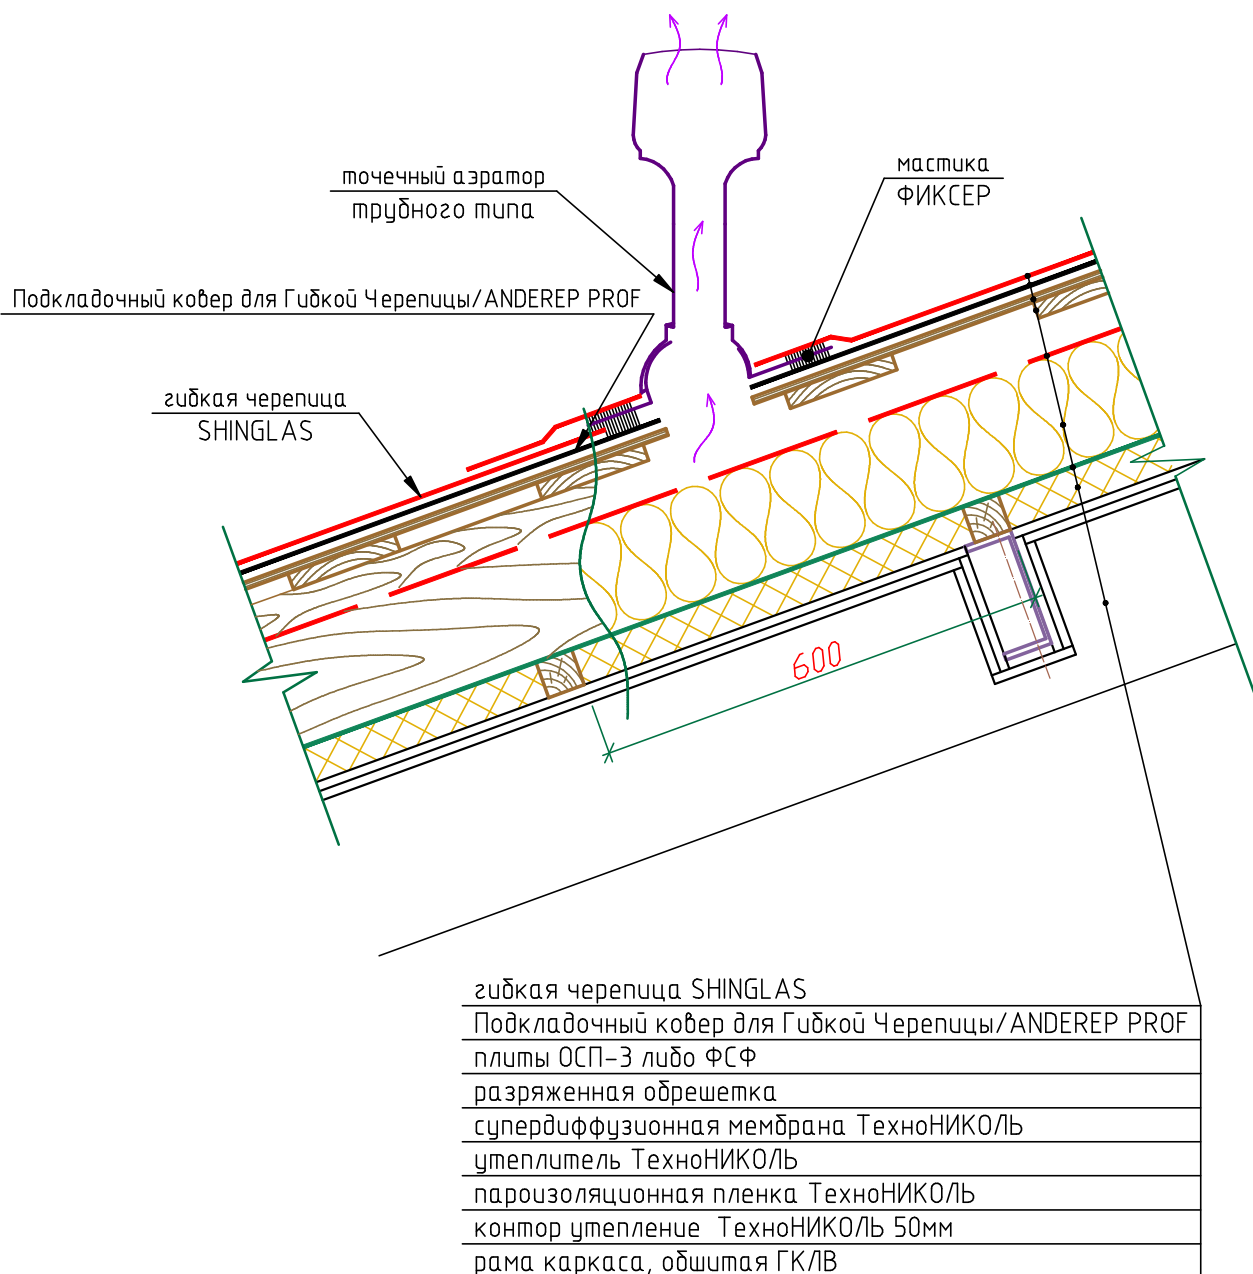 точечный аэратор
трубного типа
мастика
ФИКСЕР
Подкладочный ковер для Гибкой Черепицы/ANDEREP PROF
гибкая черепица
SHINGLAS
600
гибкая черепица SHINGLAS
Подкладочный ковер для Гибкой Черепицы/ANDEREP PROF
плиты ОСП-3 либо ФСФ
разряженная обрешетка
супердиффузионная мембрана ТехноНИКОЛЬ
утеплитель ТехноНИКОЛЬ
пароизоляционная пленка ТехноНИКОЛЬ
контор утепление ТехноНИКОЛЬ 50мм
рама каркаса, обшитая ГКЛВ